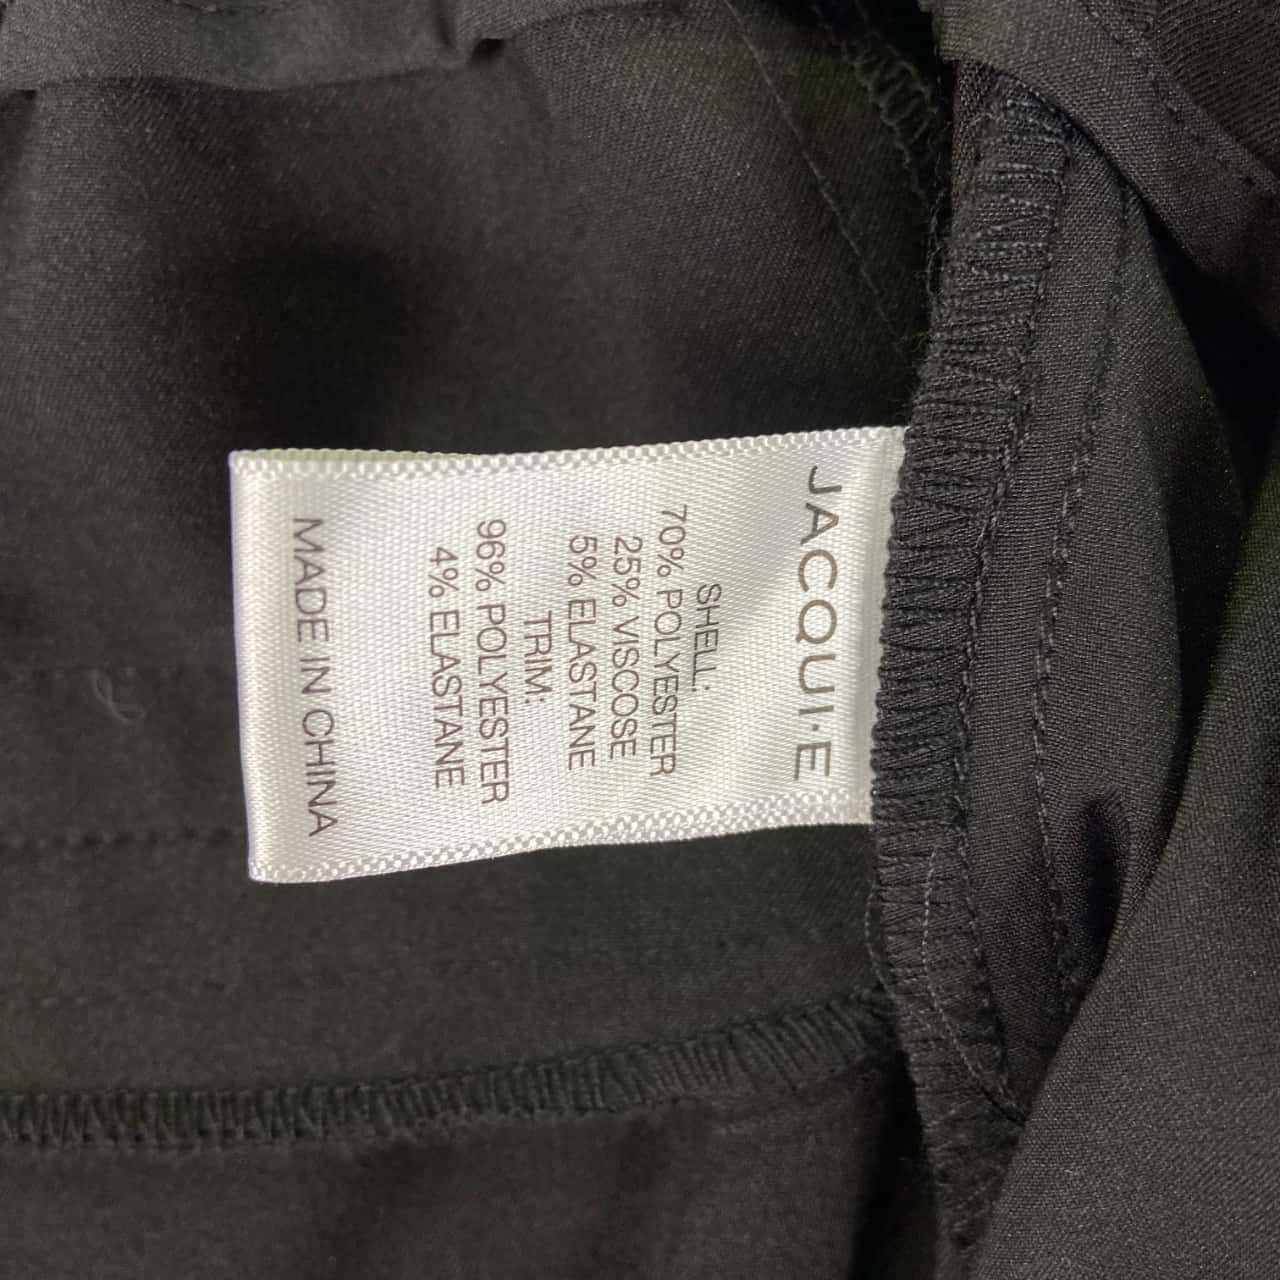 JACQUI·E
SHELL:
70% POLYESTER
25% VISCOSE
5% ELASTANE
TRIM:
96% POLYESTER
4% ELASTANE
MADE IN CHINA